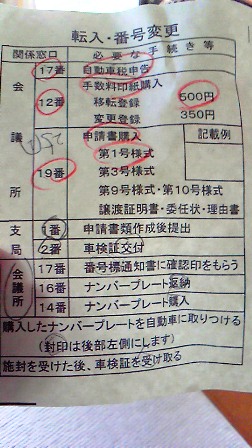 転入・番号変更
関係窓口 必要な手続き等
会議所
17番 自動車税申告
12番 手数料印紙購入
移転登録 500円
変更登録 350円
19番 申請書購入 記載例
第1号様式
第3号様式
第9号様式・第10号様式
譲渡証明書・委任状・理由書
支局
1番 申請書類作成後提出
2番 車検証交付
会議所
17番 番号標通知書に確認印をもらう
16番 ナンバープレート返納
14番 ナンバープレート購入
購入したナンバープレートを自動車に取りつける
(封印は後部左側にします)
施封を受けた後、車検証を受け取る